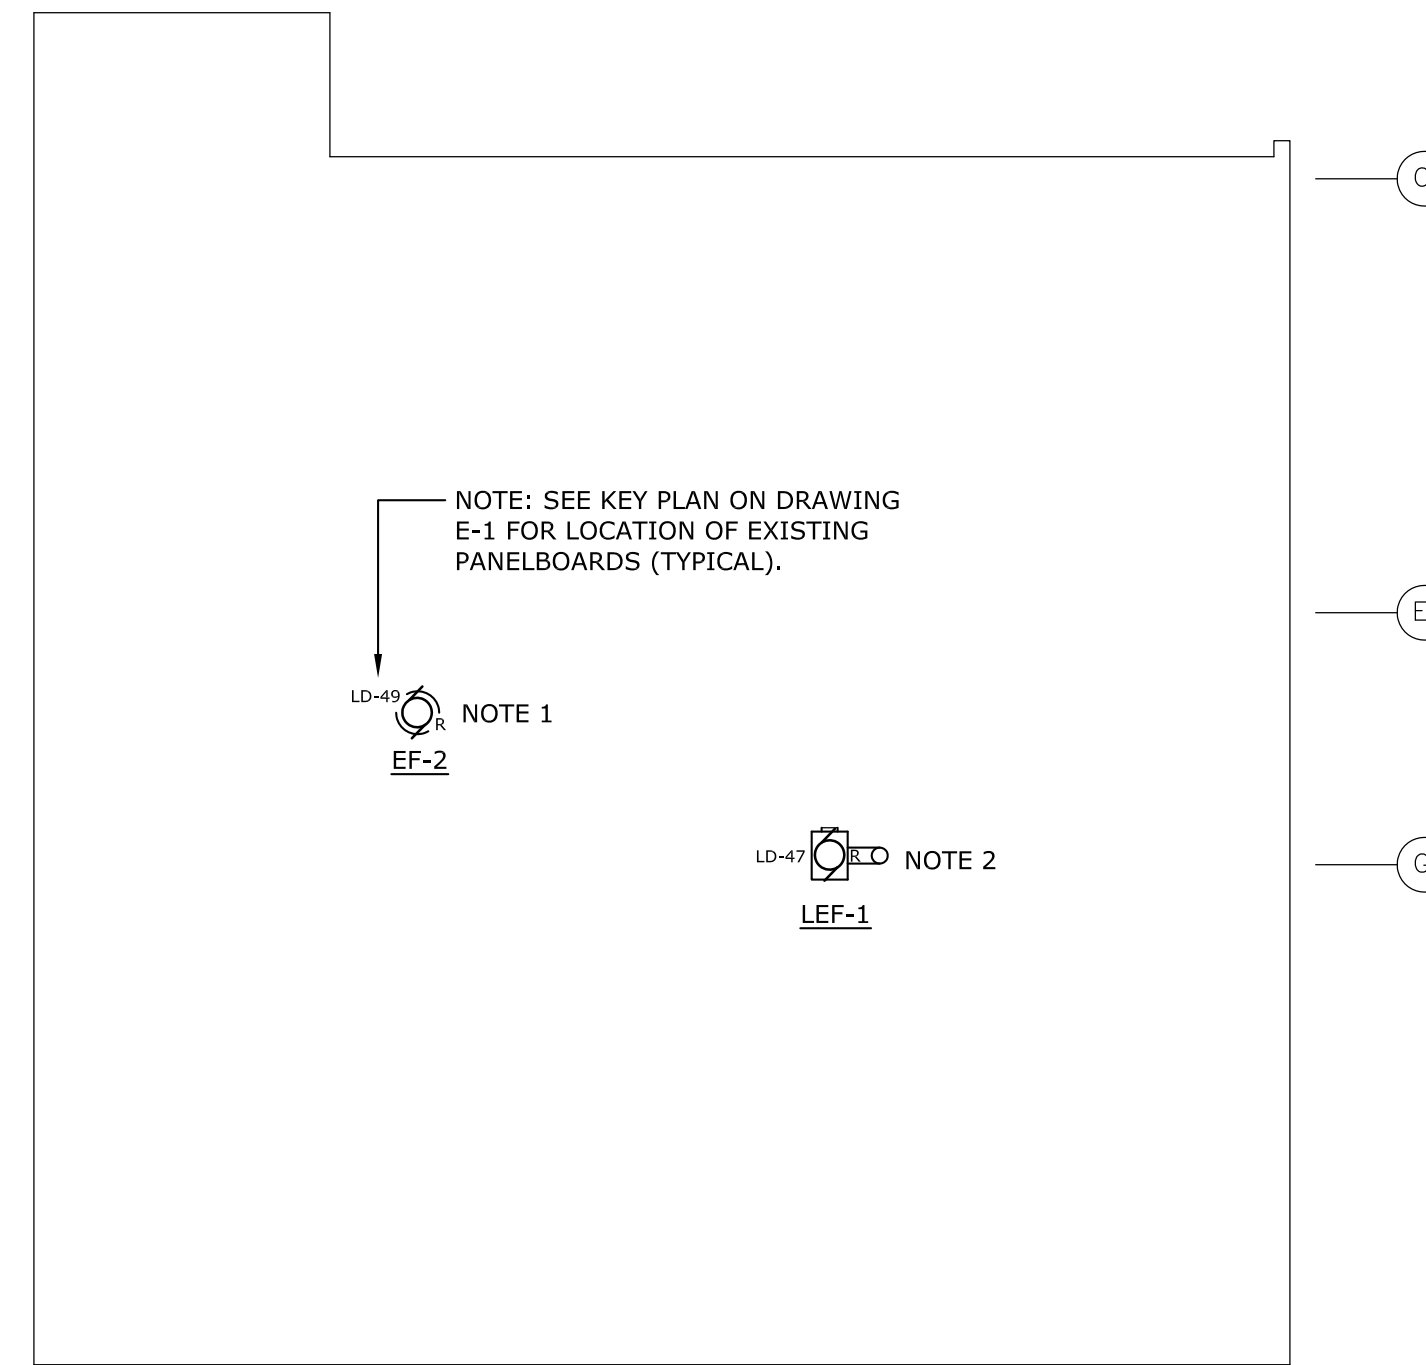 NOTE: SEE KEY PLAN ON DRAWING
E-1 FOR LOCATION OF EXISTING
PANELBOARDS (TYPICAL).
E
LD-49
R
NOTE 1
EF-2
LD-47
R
NOTE 2
LEF-1
G